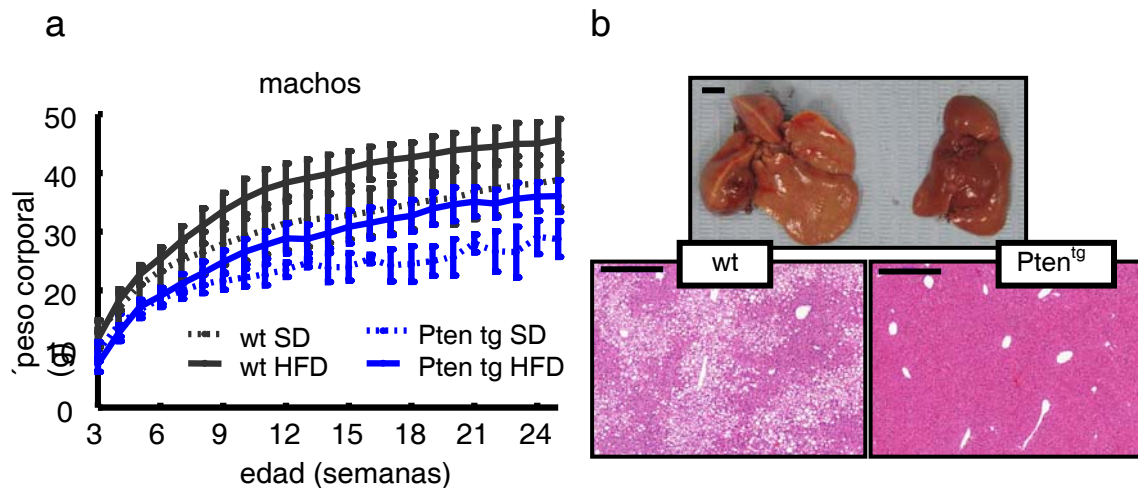 a
machos
50
40
30
20
10
0
´peso corporal
(g)
wt SD
wt HFD
Pten tg SD
Pten tg HFD
3 6 9 12 15 18 21 24
edad (semanas)
b
wt
Pten^tg